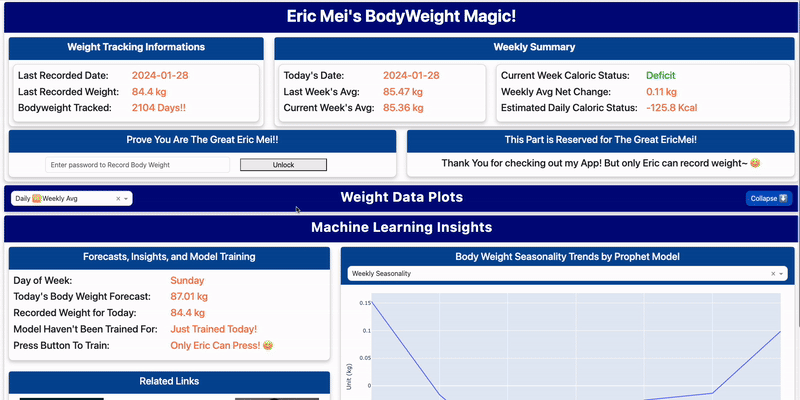 Eric Mei's BodyWeight Magic!
Weight Tracking Informations
Last Recorded Date: 2024-01-28
Last Recorded Weight: 84.4 kg
Bodyweight Tracked: 2104 Days!!
Weekly Summary
Today's Date: 2024-01-28
Last Week's Avg: 85.47 kg
Current Week's Avg: 85.36 kg
Current Week Caloric Status: Deficit
Weekly Avg Net Change: 0.11 kg
Estimated Daily Caloric Status: -125.8 Kcal
Prove You Are The Great Eric Mei!!
Enter password to Record Body Weight Unlock
This Part is Reserved for The Great EricMei!
Thank You for checking out my App! But only Eric can record weight~
Daily 🆚 Weekly Avg
Weight Data Plots
Collapse
Machine Learning Insights
Forecasts, Insights, and Model Training
Day of Week: Sunday
Today's Body Weight Forecast: 87.01 kg
Recorded Weight for Today: 84.4 kg
Model Haven't Been Trained For: Just Trained Today!
Press Button To Train: Only Eric Can Press!
Related Links
Body Weight Seasonality Trends by Prophet Model
Weekly Seasonality
0.15
0.1
0.05
0
Unit (kg)